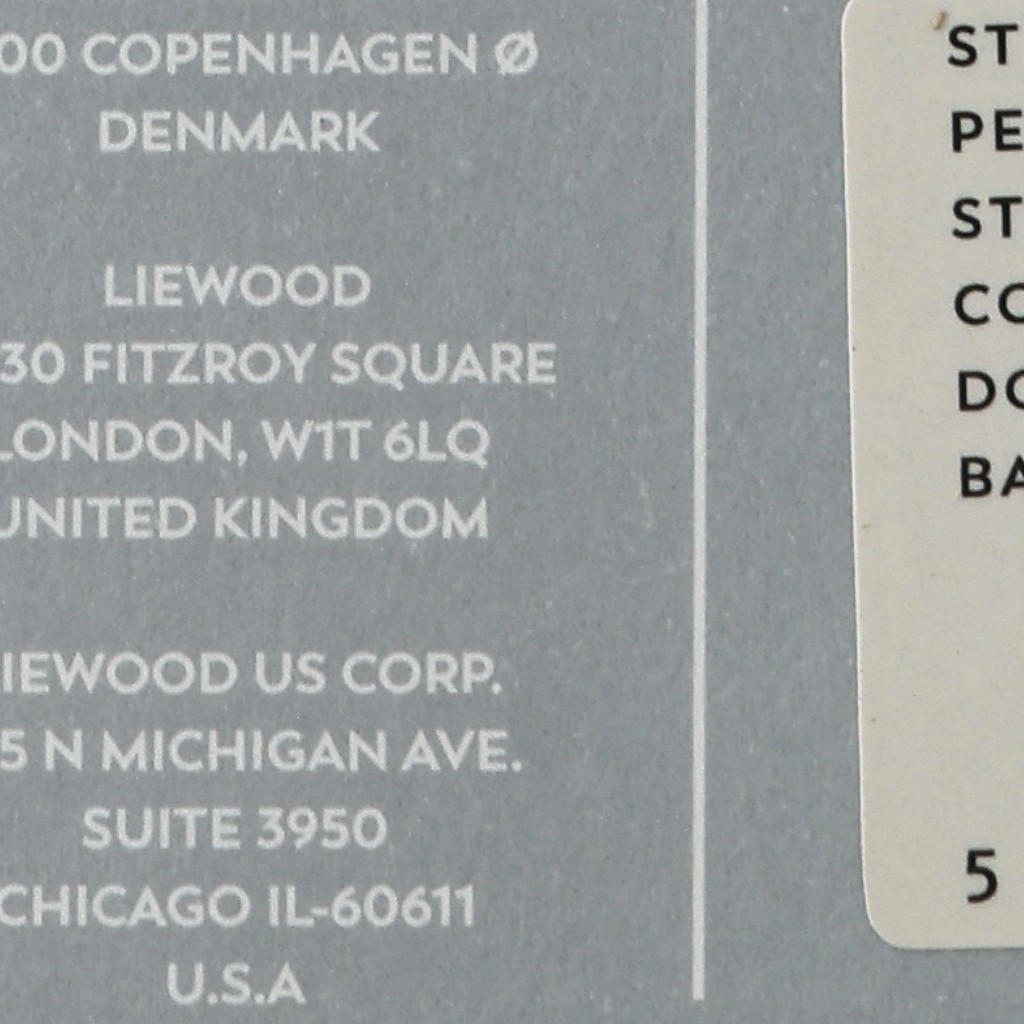 00 COPENHAGEN Ø
DENMARK
LIEWOOD
30 FITZROY SQUARE
LONDON, W1T 6LQ
UNITED KINGDOM
LIEWOOD US CORP.
5 N MICHIGAN AVE.
SUITE 3950
CHICAGO IL-60611
U.S.A
ST
PE
ST
CO
DO
BA
5